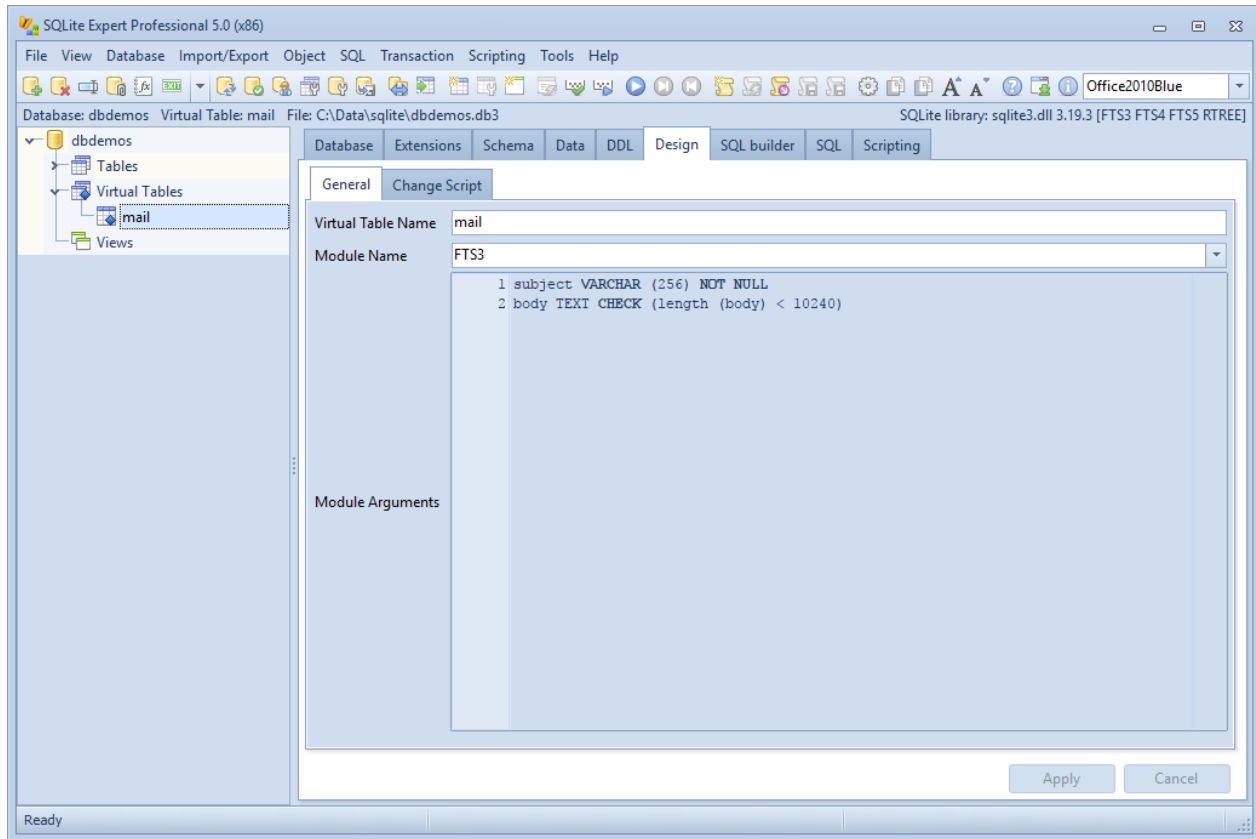 SQLite Expert Professional 5.0 (x86)
File View Database Import/Export Object SQL Transaction Scripting Tools Help
Office2010Blue
Database: dbdemos Virtual Table: mail File: C:\Data\sqlite\dbdemos.db3 SQLite library: sqlite3.dll 3.19.3 [FTS3 FTS4 FTS5 RTREE]
dbdemos
Tables
Virtual Tables
mail
Views
Database Extensions Schema Data DDL Design SQL builder SQL Scripting
General Change Script
Virtual Table Name mail
Module Name FTS3
1 subject VARCHAR (256) NOT NULL
2 body TEXT CHECK (length (body) < 10240)
Module Arguments
Apply Cancel
Ready